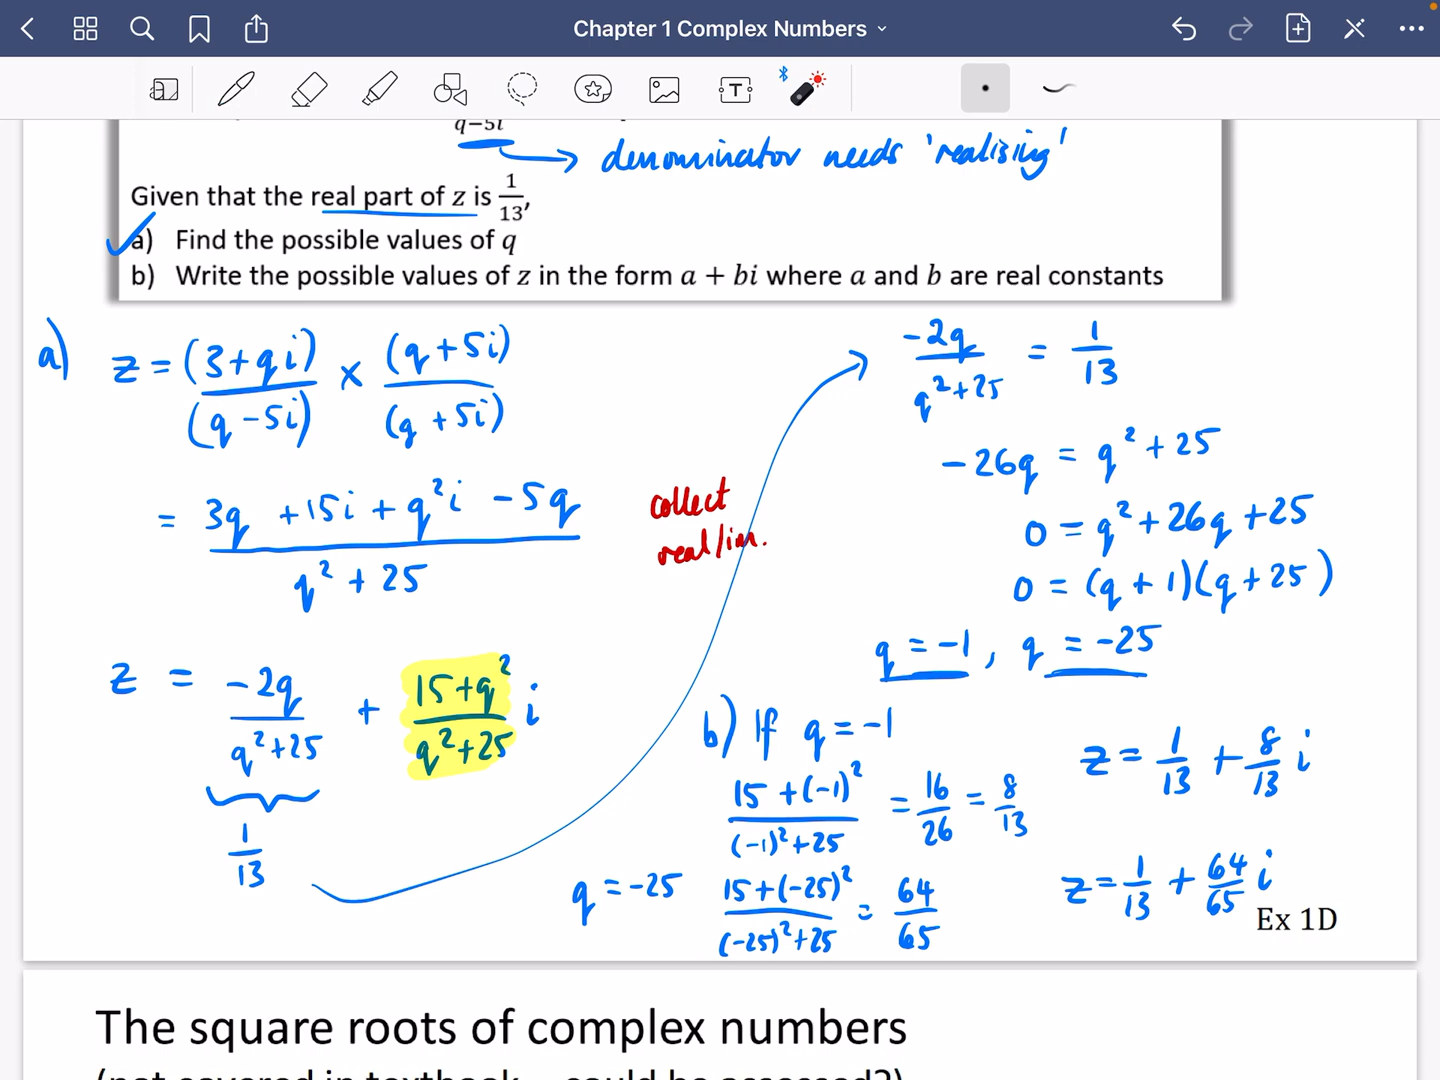 Chapter 1 Complex Numbers
q−5i
denominator needs 'realising'
Given that the real part of z is 1/13,
a) Find the possible values of q
b) Write the possible values of z in the form a + bi where a and b are real constants
a) z = (3+qi)/(q−5i) × (q+5i)/(q+5i)
= (3q +15i + q²i −5q)/(q² + 25)
collect
real/im.
z = −2q/(q²+25) + (15+q²)/(q²+25) i
1/13
−2q/(q²+25) = 1/13
−26q = q² + 25
0 = q² + 26q + 25
0 = (q + 1)(q + 25)
q = −1, q = −25
b) If q = −1
(15 + (−1)²)/((−1)² + 25) = 16/26 = 8/13
z = 1/13 + 8/13 i
q = −25 (15 + (−25)²)/((−25)² + 25) = 64/65
z = 1/13 + 64/65 i
Ex 1D
The square roots of complex numbers